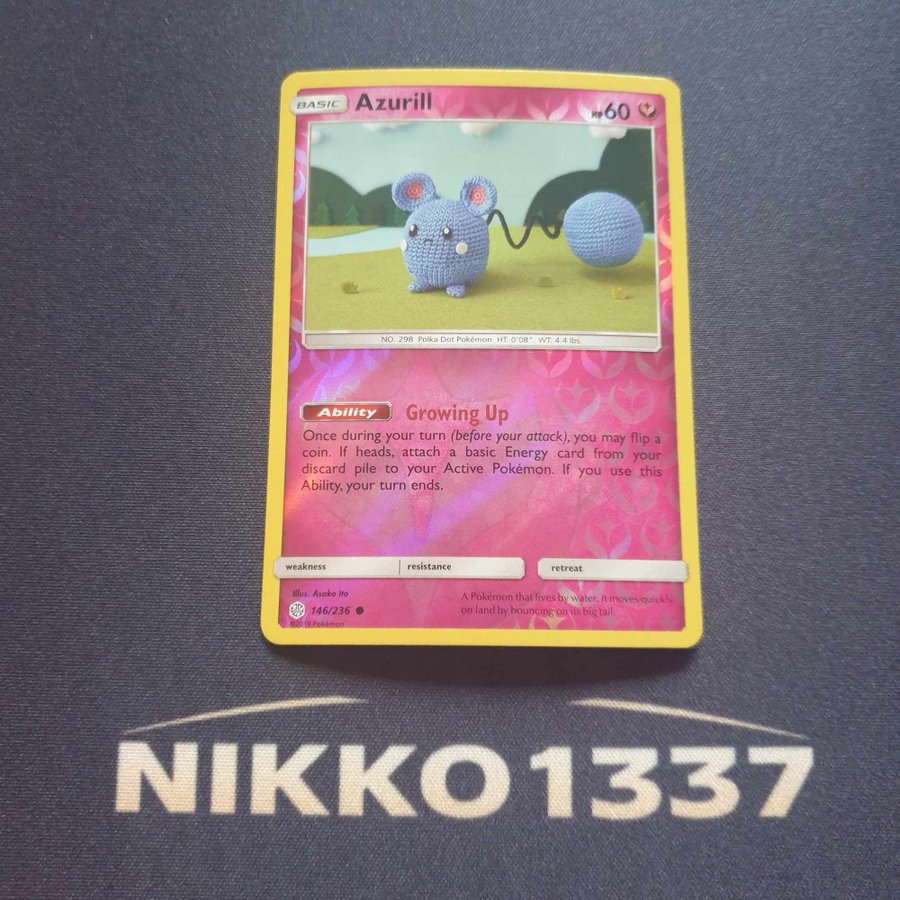 BASIC Azurill HP60
NO. 298 Polka Dot Pokémon HT: 0'08" WT: 4.4 lbs.
Ability Growing Up
Once during your turn (before your attack), you may flip a
coin. If heads, attach a basic Energy card from your
discard pile to your Active Pokémon. If you use this
Ability, your turn ends.
weakness resistance retreat
Illus. Asako Ito
146/236
©2019 Pokémon
A Pokémon that lives by water. It moves quickly
on land by bouncing on its big tail.
NIKKO1337